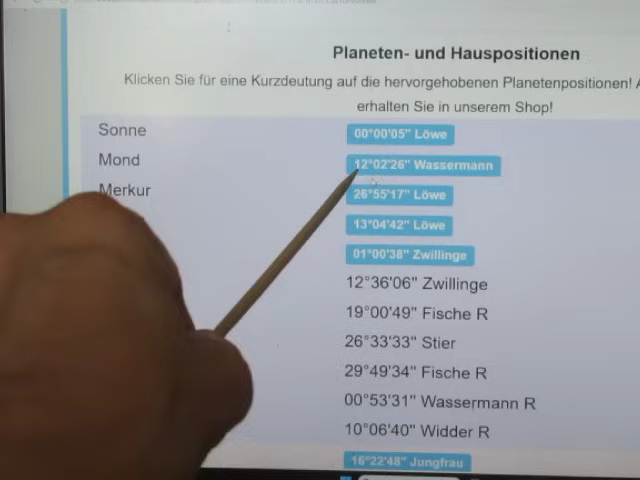 Planeten- und Hauspositionen
Klicken Sie für eine Kurzdeutung auf die hervorgehobenen Planetenpositionen!
erhalten Sie in unserem Shop!
Sonne 00°00'05" Löwe
Mond 12°02'26" Wassermann
Merkur 26°55'17" Löwe
13°04'42" Löwe
01°00'38" Zwillinge
12°36'06" Zwillinge
19°00'49" Fische R
26°33'33" Stier
29°49'34" Fische R
00°53'31" Wassermann R
10°06'40" Widder R
16°22'48" Jungfrau